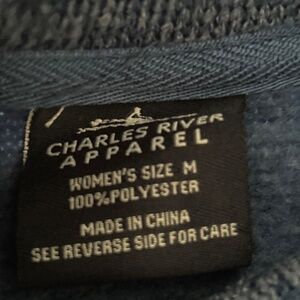 CHARLES RIVER
APPAREL
WOMEN'S SIZE M
100%POLYESTER
MADE IN CHINA
SEE REVERSE SIDE FOR CARE